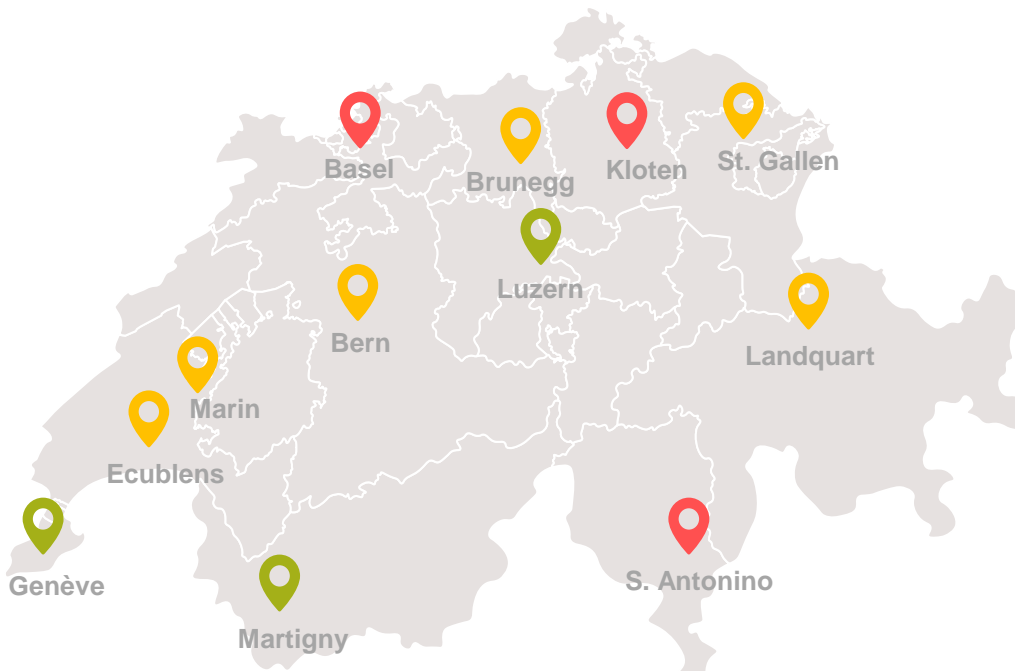 Basel
Brunegg
Kloten
St. Gallen
Luzern
Bern
Landquart
Marin
Ecublens
Genève
S. Antonino
Martigny